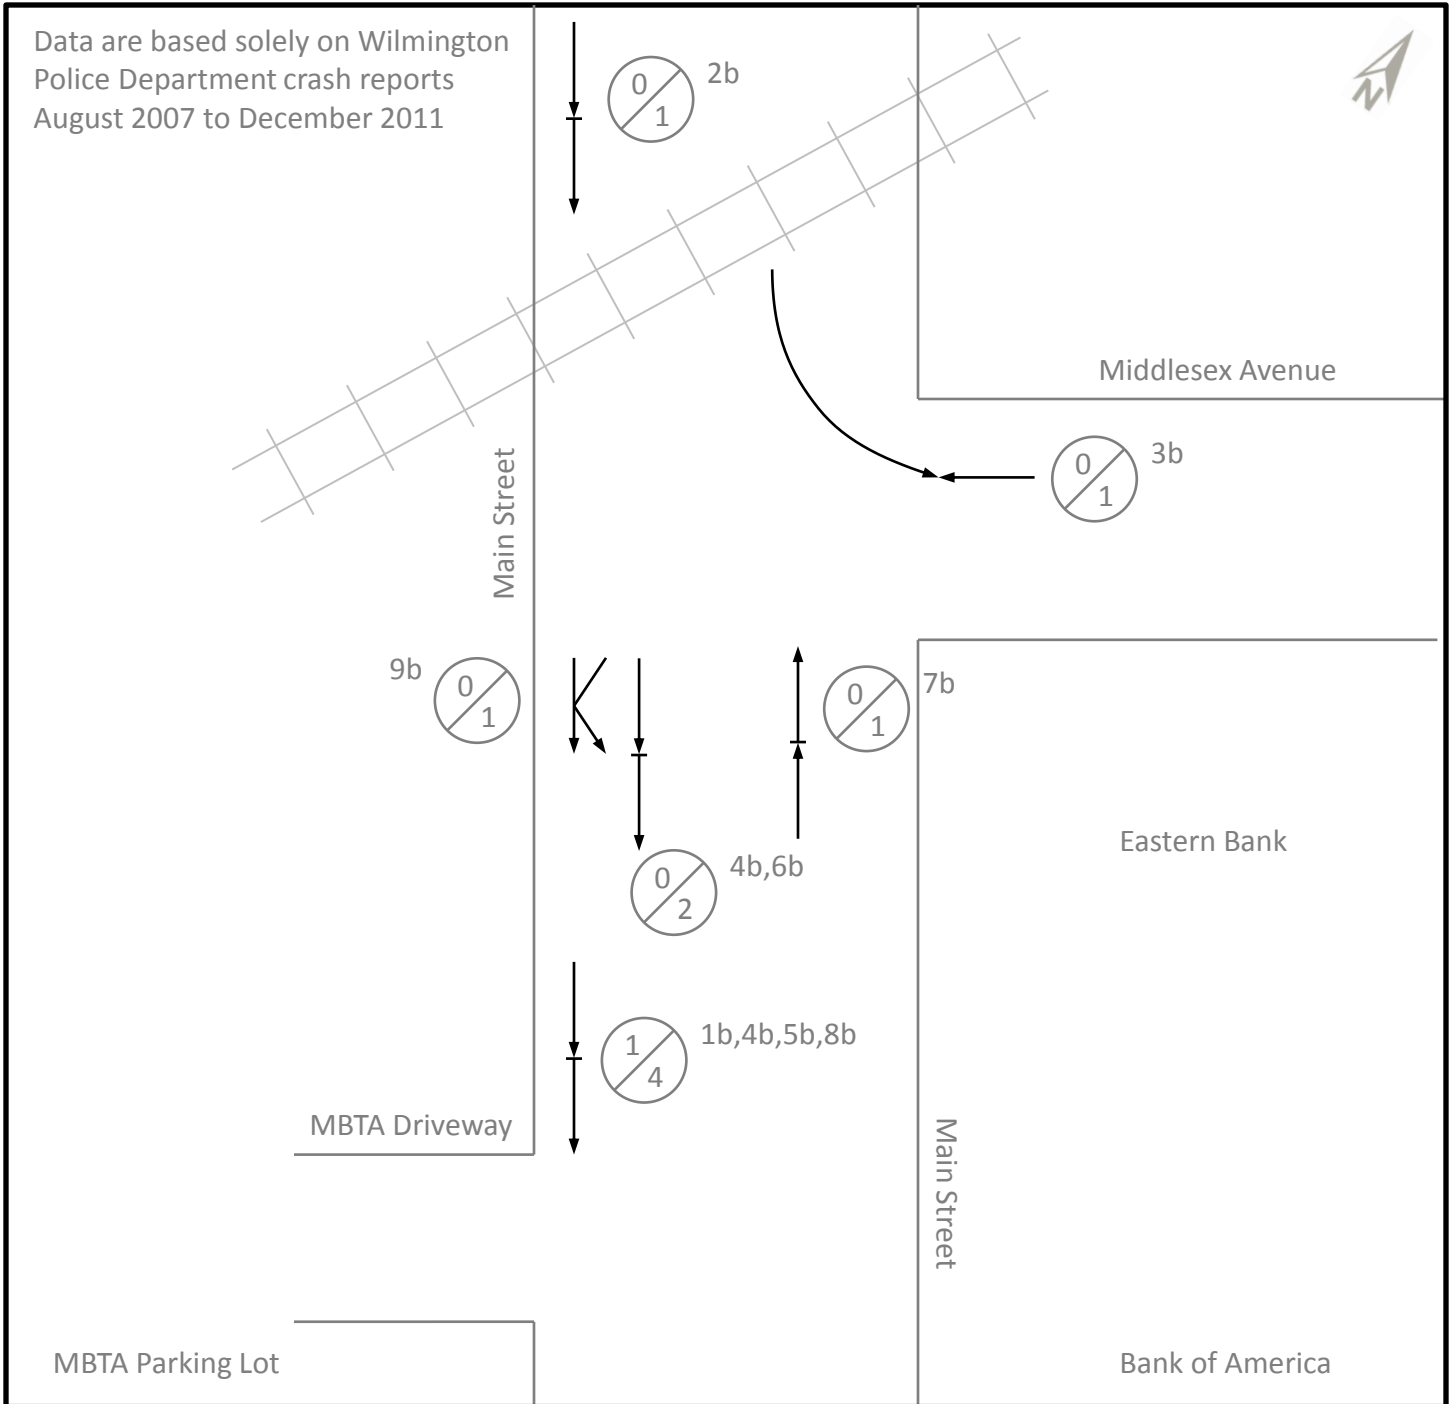 Data are based solely on Wilmington
Police Department crash reports
August 2007 to December 2011
0
1
2b
N
Middlesex Avenue
0
1
3b
Main Street
9b
0
1
0
1
7b
Eastern Bank
0
2
4b,6b
1
4
1b,4b,5b,8b
MBTA Driveway
Main Street
MBTA Parking Lot
Bank of America